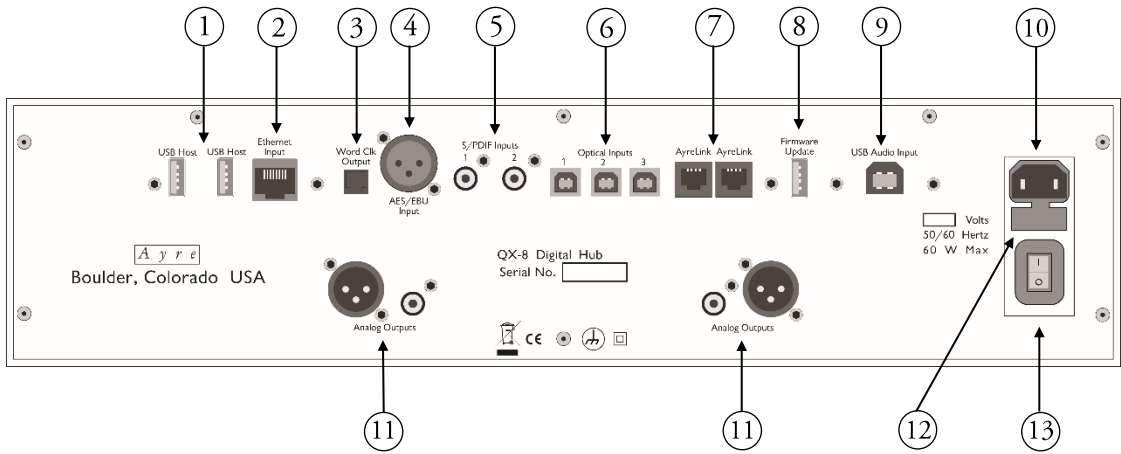 1 2 3 4 5 6 7 8 9 10
USB Host USB Host
Ethernet
Input
Word Clk
Output
AES/EBU
Input
S/PDIF Inputs
1 2
Optical Inputs
1 2 3
AyreLink AyreLink
Firmware
Update
USB Audio Input
Volts
50/60 Hertz
60 W Max
Ayre
Boulder, Colorado USA
QX-8 Digital Hub
Serial No.
Analog Outputs
Analog Outputs
CE
I
O
11 11 12 13